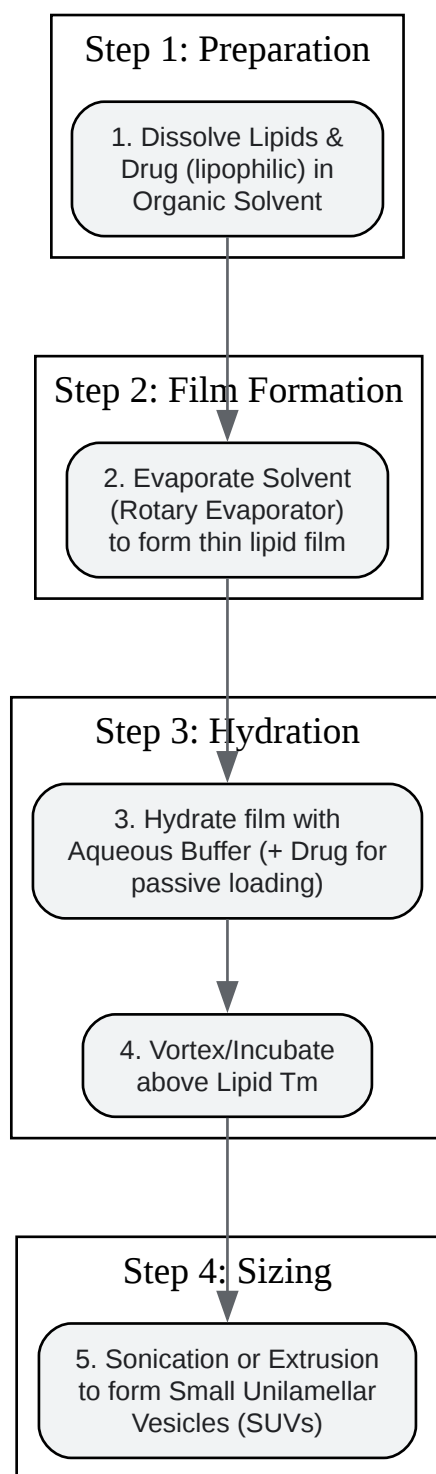 Step 1: Preparation
1. Dissolve Lipids &
Drug (lipophilic) in
Organic Solvent
Step 2: Film Formation
2. Evaporate Solvent
(Rotary Evaporator)
to form thin lipid film
Step 3: Hydration
3. Hydrate film with
Aqueous Buffer (+ Drug for
passive loading)
4. Vortex/Incubate
above Lipid Tm
Step 4: Sizing
5. Sonication or Extrusion
to form Small Unilamellar
Vesicles (SUVs)